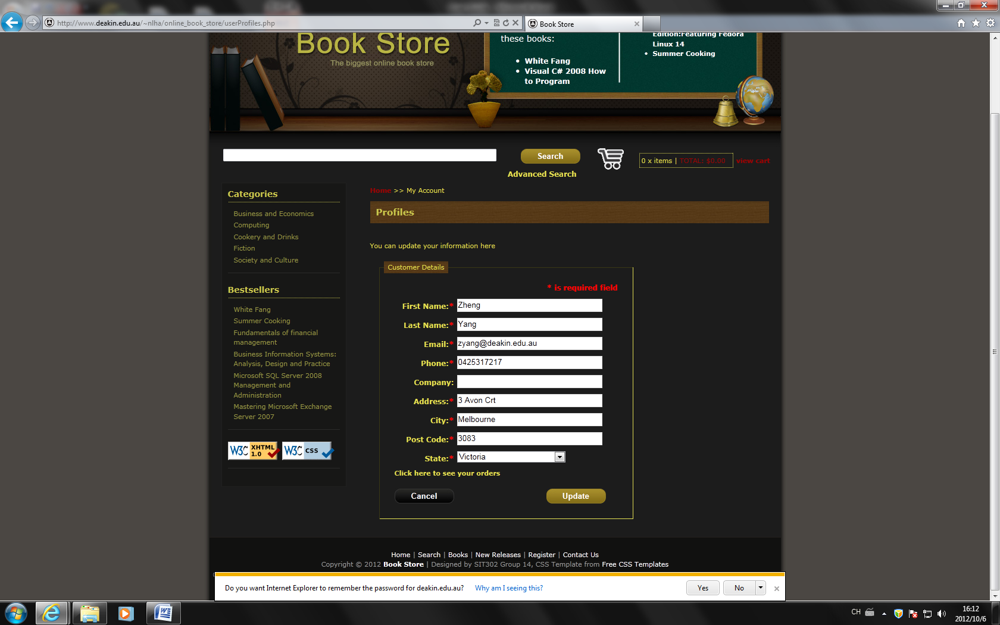 http://www.deakin.edu.au/~nlha/online_book_store/userProfiles.php
Book Store
Book Store
The biggest online book store
these books:
• White Fang
• Visual C# 2008 How
to Program
Edition:Featuring Fedora
Linux 14
• Summer Cooking
Search
Advanced Search
0 x items | TOTAL: $0.00 view cart
Categories
Business and Economics
Computing
Cookery and Drinks
Fiction
Society and Culture
Bestsellers
White Fang
Summer Cooking
Fundamentals of financial
management
Business Information Systems:
Analysis, Design and Practice
Microsoft SQL Server 2008
Management and
Administration
Mastering Microsoft Exchange
Server 2007
W3C XHTML 1.0
W3C CSS
Home >> My Account
Profiles
You can update your information here
Customer Details
* is required field
First Name:* Zheng
Last Name:* Yang
Email:* zyang@deakin.edu.au
Phone:* 0425317217
Company:
Address:* 3 Avon Crt
City:* Melbourne
Post Code:* 3083
State:* Victoria
Click here to see your orders
Cancel
Update
Home | Search | Books | New Releases | Register | Contact Us
Copyright © 2012 Book Store | Designed by SIT302 Group 14, CSS Template from Free CSS Templates
Do you want Internet Explorer to remember the password for deakin.edu.au? Why am I seeing this? Yes No
CH
16:12
2012/10/6